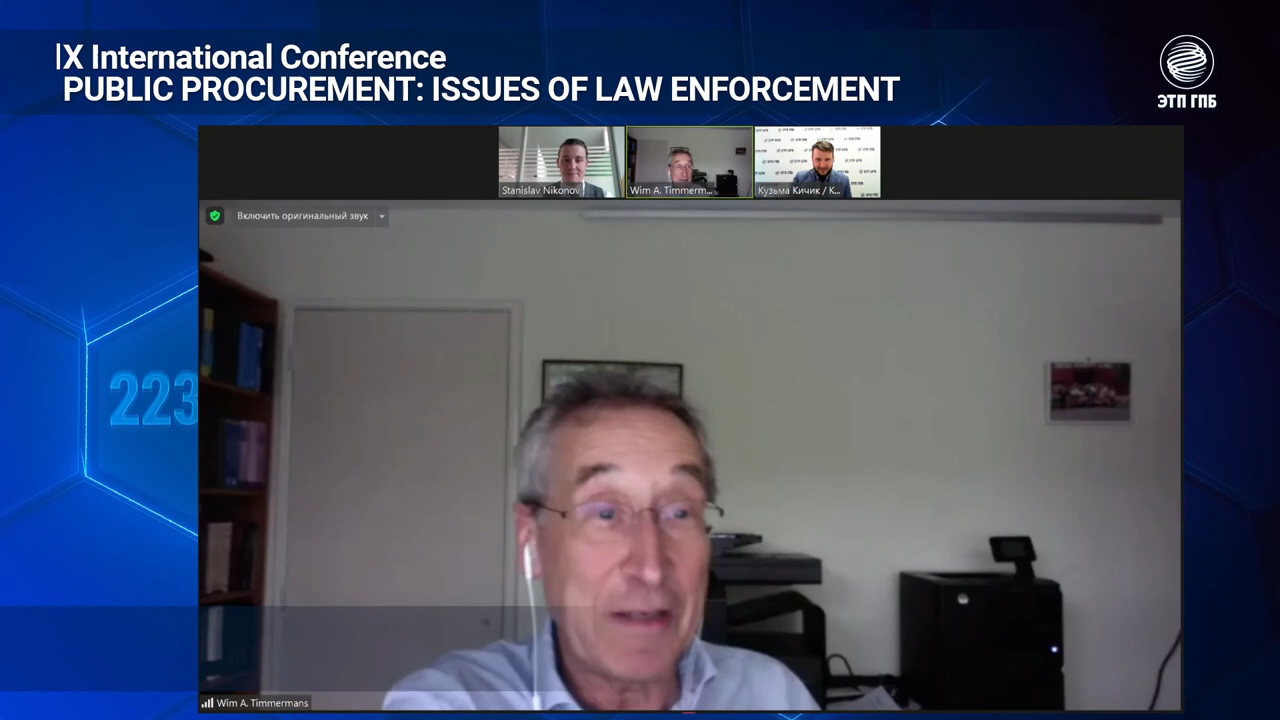 IX International Conference
PUBLIC PROCUREMENT: ISSUES OF LAW ENFORCEMENT
ЭТП ГПБ
Stanislav Nikonov
Wim A. Timmerm...
Кузьма Кичик / К...
Включить оригинальный звук
223
Wim A. Timmermans